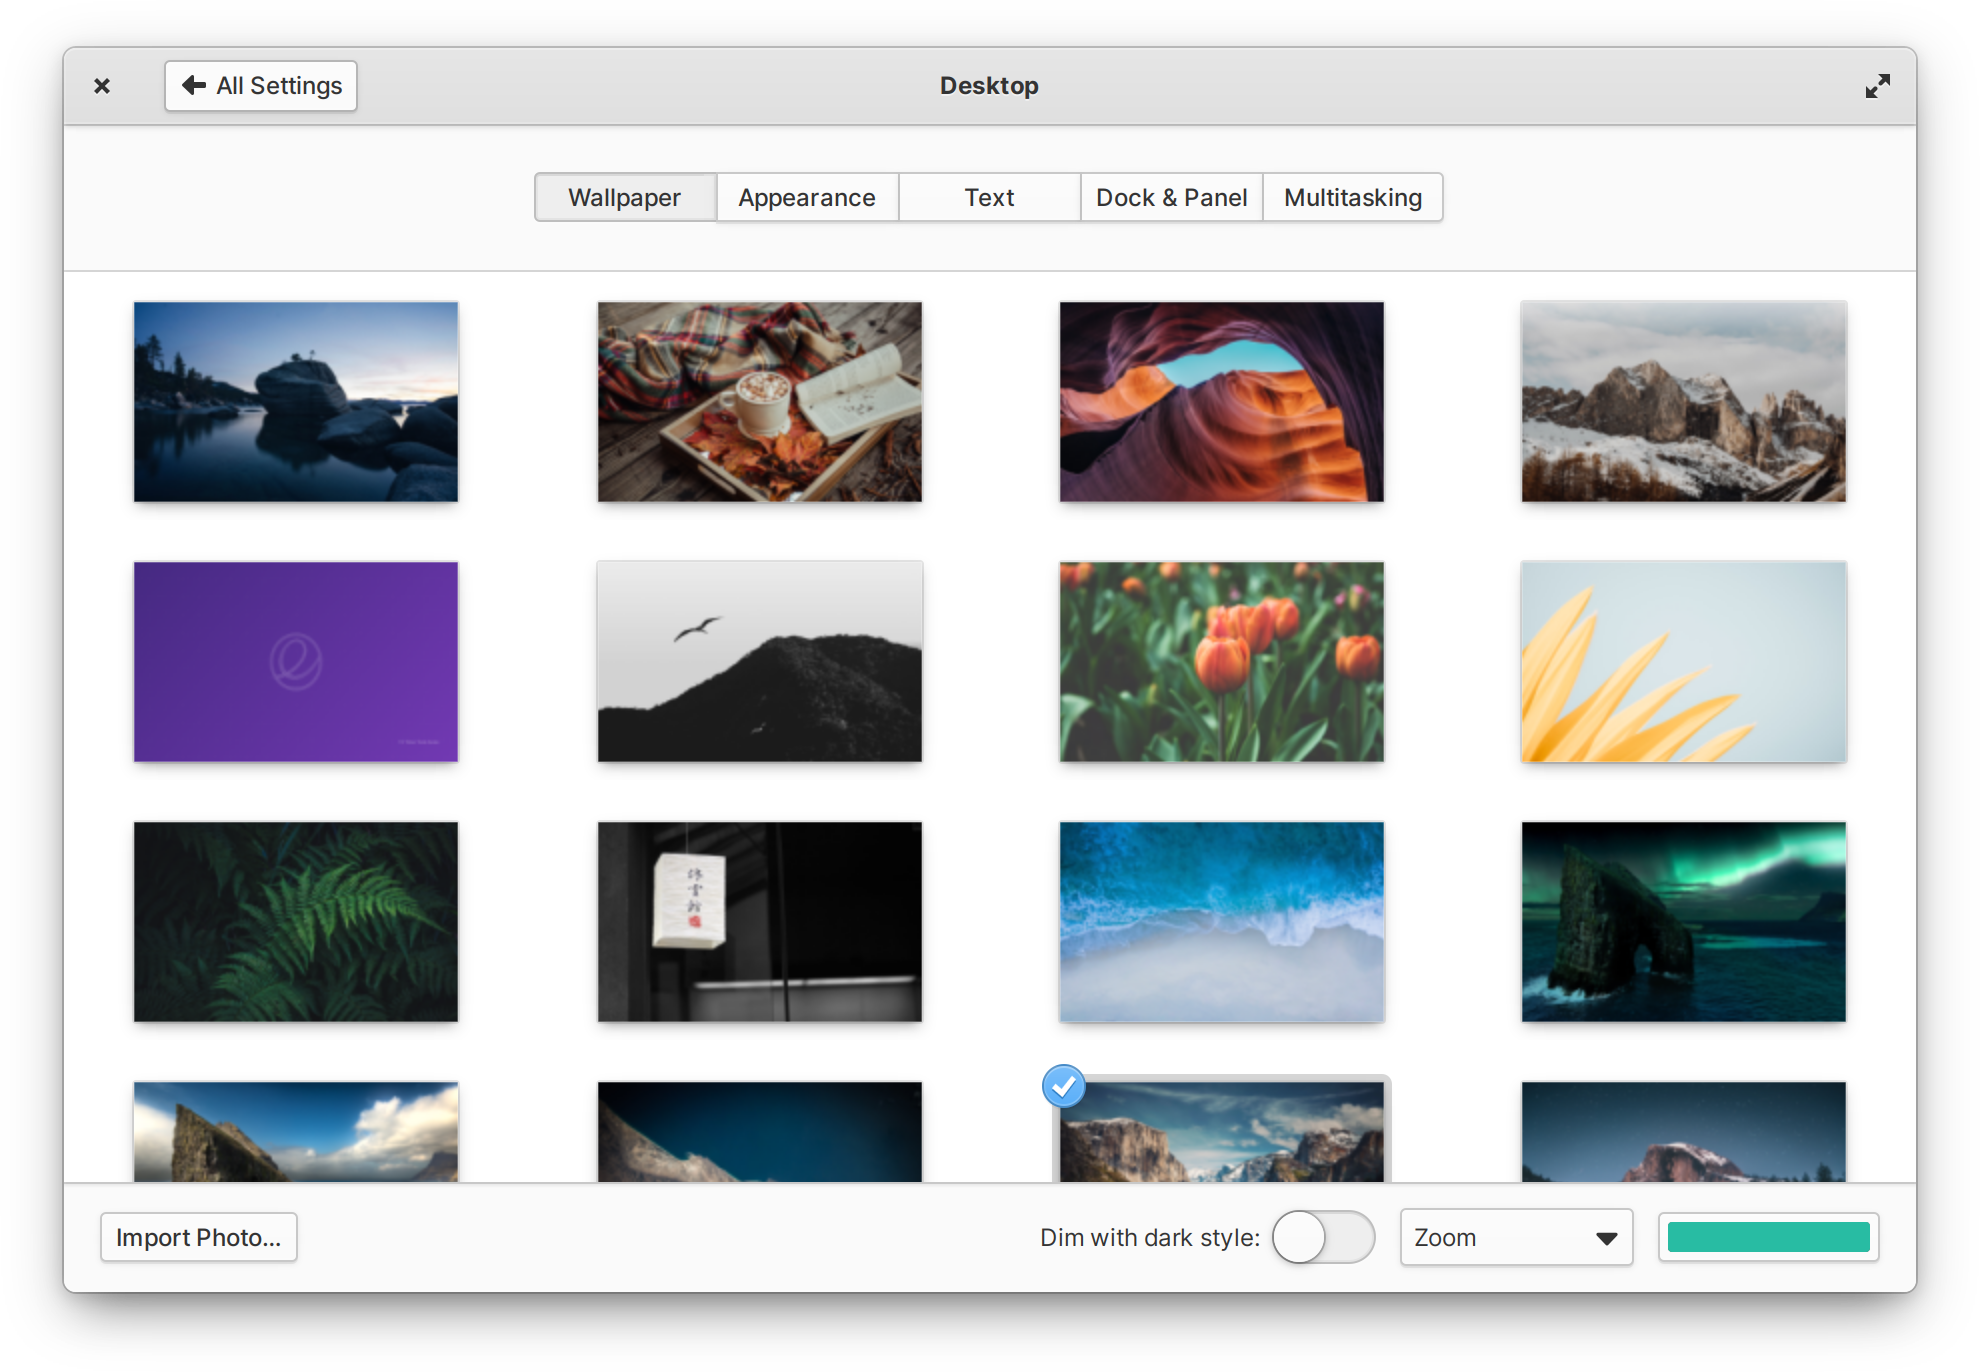 All Settings
Desktop
Wallpaper
Appearance
Text
Dock & Panel
Multitasking
Import Photo...
Dim with dark style:
Zoom